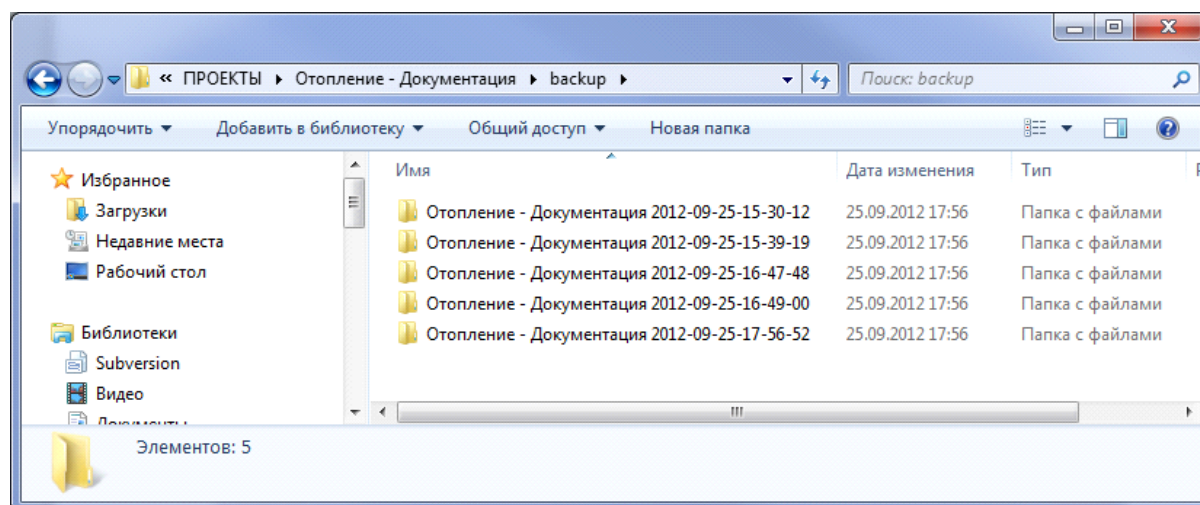 « ПРОЕКТЫ Отопление - Документация backup Поиск: backup
Упорядочить Добавить в библиотеку Общий доступ Новая папка
Имя Дата изменения Тип
Избранное
Загрузки
Недавние места
Рабочий стол
Библиотеки
Subversion
Видео
Документы
Отопление - Документация 2012-09-25-15-30-12 25.09.2012 17:56 Папка с файлами
Отопление - Документация 2012-09-25-15-39-19 25.09.2012 17:56 Папка с файлами
Отопление - Документация 2012-09-25-16-47-48 25.09.2012 17:56 Папка с файлами
Отопление - Документация 2012-09-25-16-49-00 25.09.2012 17:56 Папка с файлами
Отопление - Документация 2012-09-25-17-56-52 25.09.2012 17:56 Папка с файлами
Элементов: 5